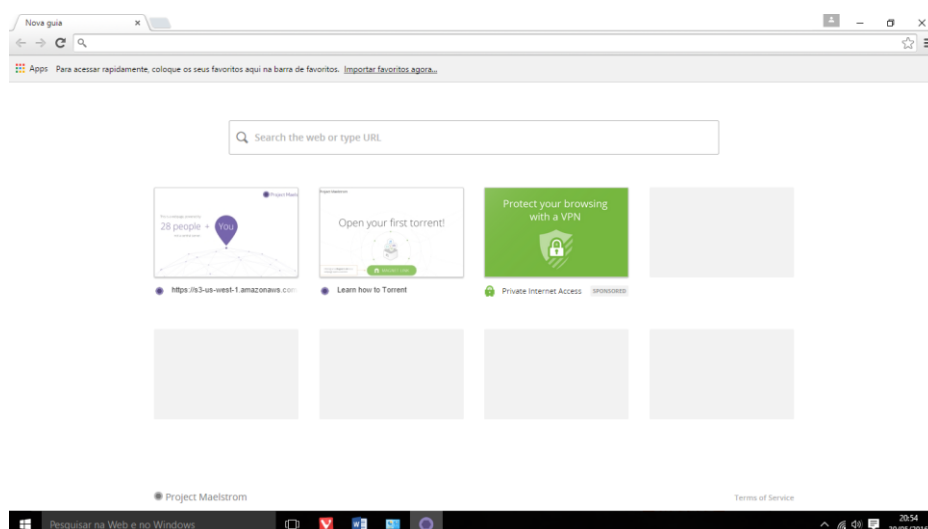 Nova guia
Apps Para acessar rapidamente, coloque os seus favoritos aqui na barra de favoritos. Importar favoritos agora...
Search the web or type URL
Project Maels
28 people + You
Project Maelstrom
Open your first torrent!
Protect your browsing
with a VPN
https://s3-us-west-1.amazonaws.com
Learn how to Torrent
Private Internet Access SPONSORED
Project Maelstrom
Terms of Service
Pesquisar na Web e no Windows
20:54